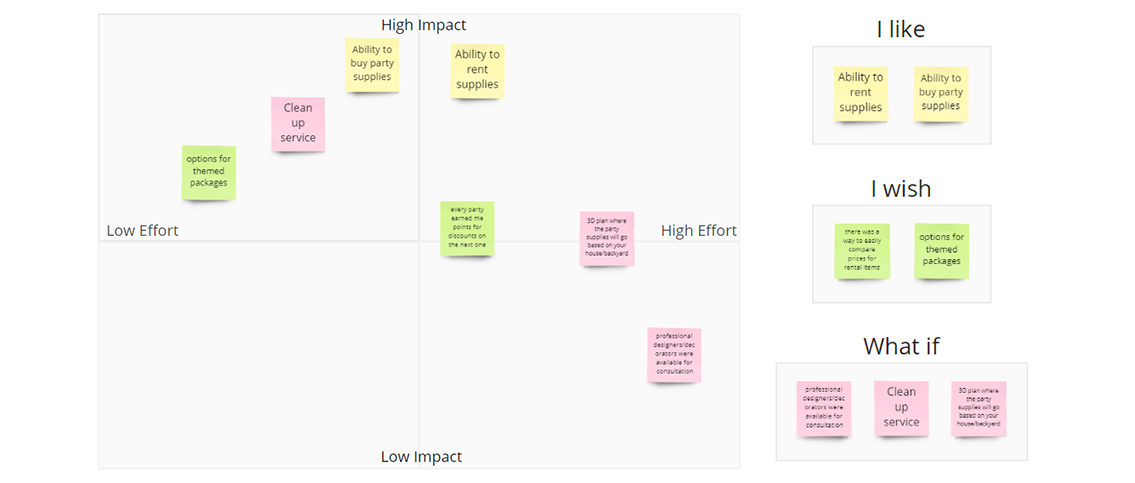 High Impact
Ability to
buy party
supplies
Ability to
rent
supplies
Clean
up
service
options for
themed
packages
every party
earned me
points for
discounts on
the next one
3D plan where
the party
supplies will go
based on your
house/backyard
Low Effort
High Effort
professional
designers/dec
orators were
available for
consultation
Low Impact
I like
Ability to
rent
supplies
Ability to
buy party
supplies
I wish
there was a
way to easily
compare
prices for
rental items
options for
themed
packages
What if
professional
designers/dec
orators were
available for
consultation
Clean
up
service
3D plan where
the party
supplies will go
based on your
house/backyard